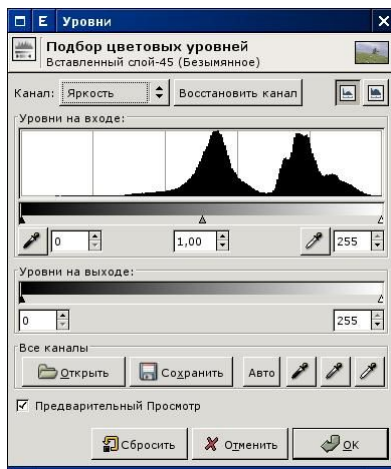 E Уровни
Подбор цветовых уровней
Вставленный слой-45 (Безымянное)
Канал: Яркость Восстановить канал
Уровни на входе:
0 1,00 255
Уровни на выходе:
0 255
Все каналы
Открыть Сохранить Авто
Предварительный Просмотр
Сбросить Отменить ОК